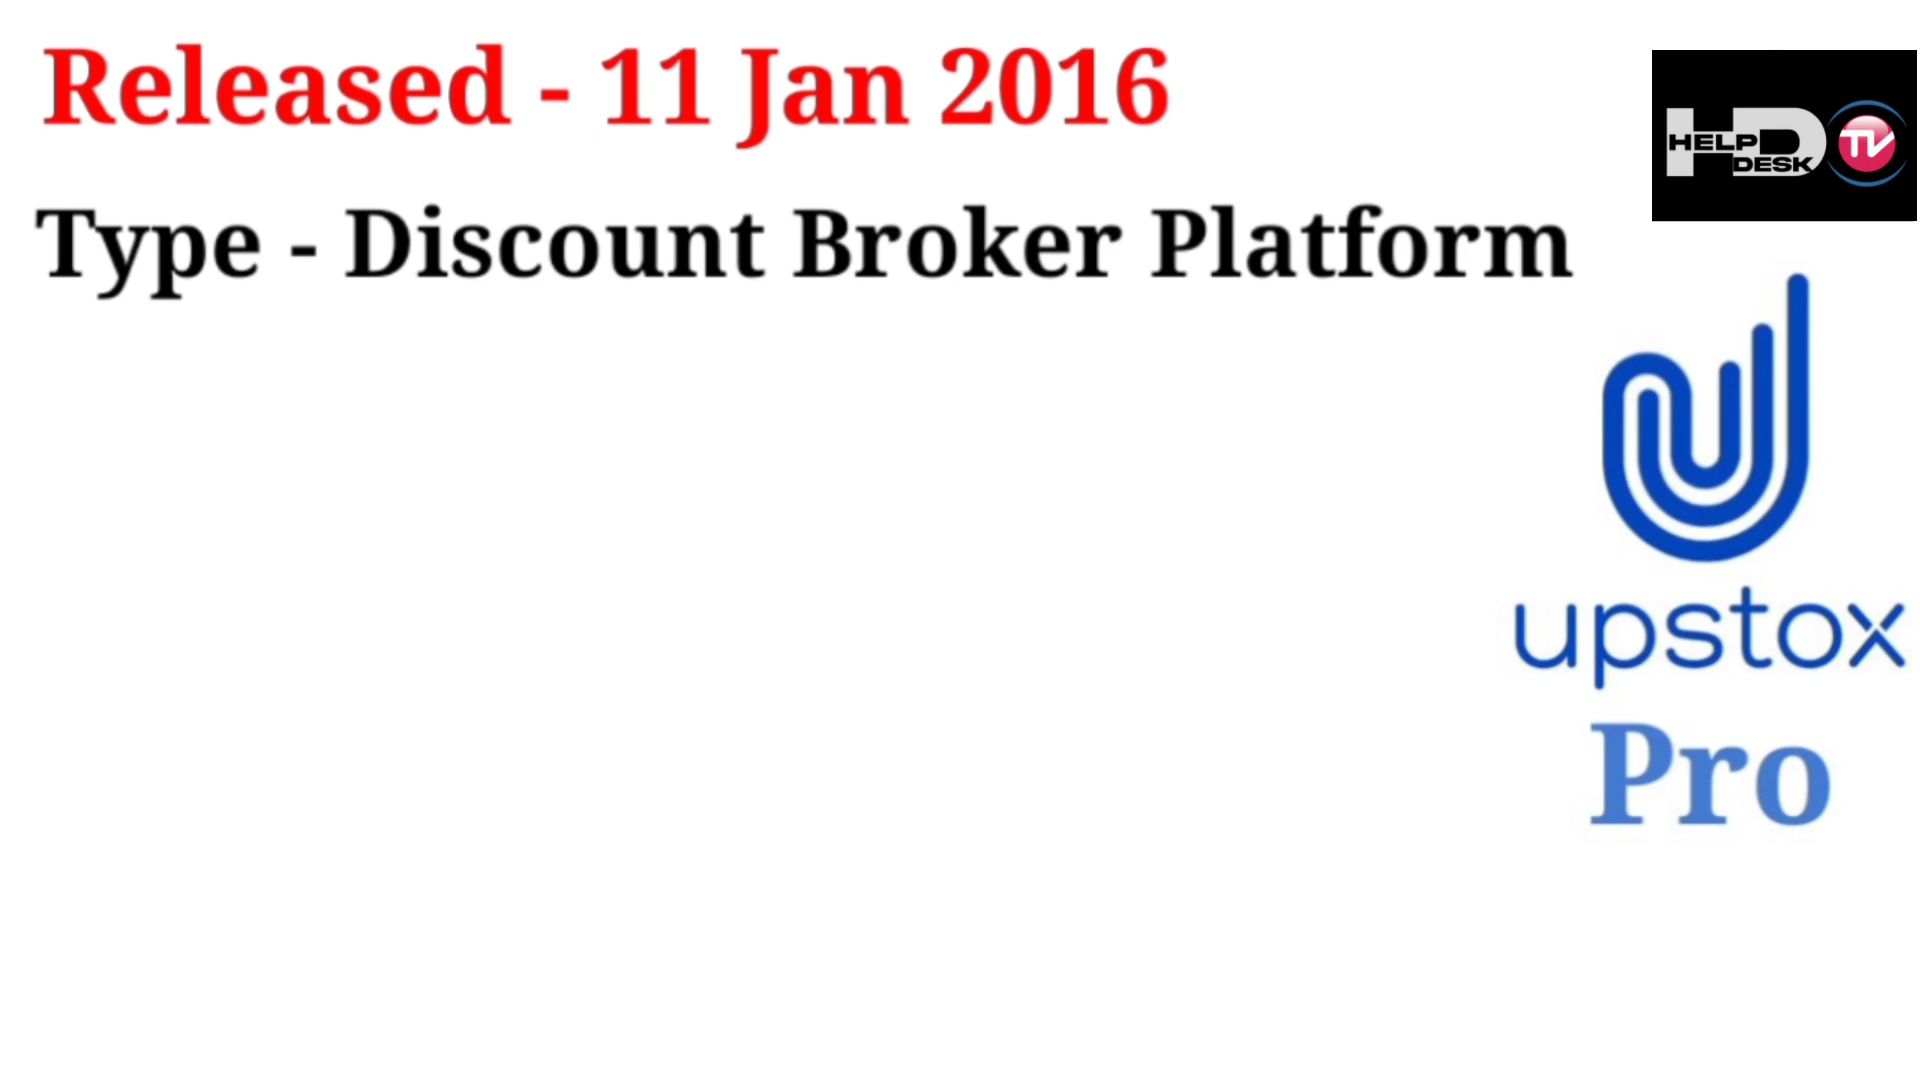 Released - 11 Jan 2016
HELP
DESK
TV
Type - Discount Broker Platform
upstox
Pro